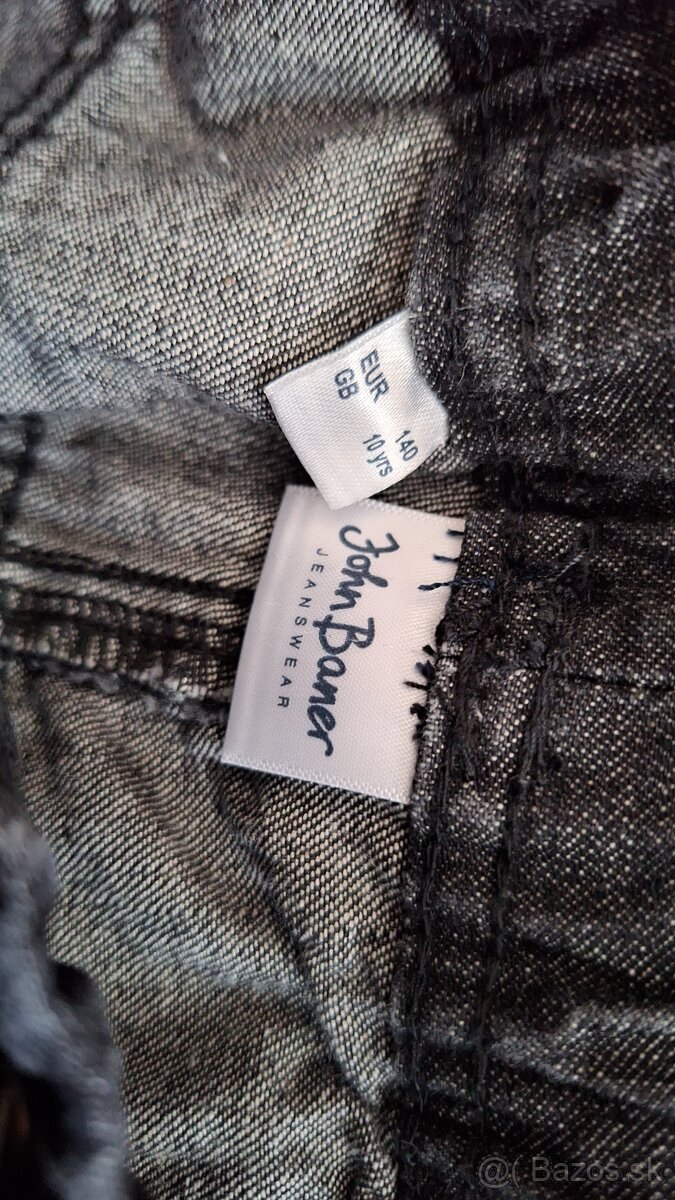 EUR 140
GB 10 yrs
John Baner
JEANSWEAR
@( Bazos.sk